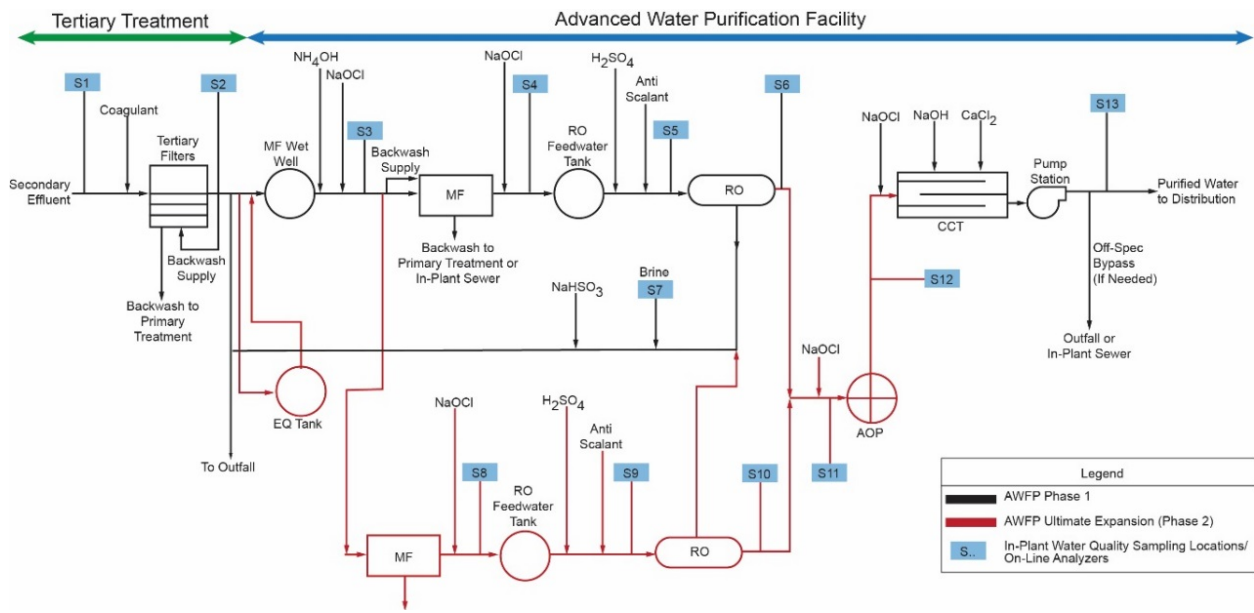 Tertiary Treatment
Advanced Water Purification Facility
S1
Coagulant
S2
Tertiary
Filters
Secondary
Effluent
Backwash
Supply
Backwash to
Primary
Treatment
NH4OH
NaOCl
MF Wet
Well
S3
Backwash
Supply
MF
Backwash to
Primary Treatment or
In-Plant Sewer
NaOCl
S4
RO
Feedwater
Tank
H2SO4
Anti
Scalant
S5
RO
S6
NaOCl
NaOH
CaCl2
CCT
Pump
Station
S13
Purified Water
to Distribution
Off-Spec
Bypass
(If Needed)
Outfall or
In-Plant Sewer
S12
NaHSO3
Brine
S7
EQ Tank
To Outfall
NaOCl
S11
AOP
MF
NaOCl
S8
RO
Feedwater
Tank
H2SO4
Anti
Scalant
S9
RO
S10
Legend
AWFP Phase 1
AWFP Ultimate Expansion (Phase 2)
S..
In-Plant Water Quality Sampling Locations/
On-Line Analyzers